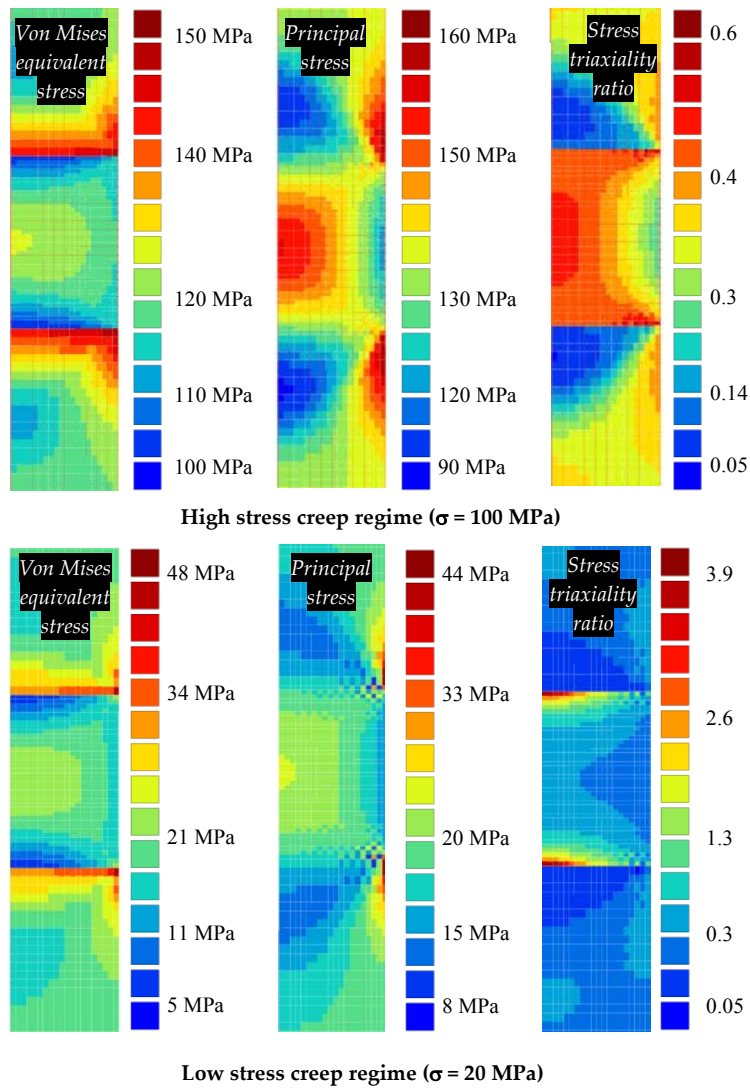 Von Mises
equivalent
stress
150 MPa
140 MPa
120 MPa
110 MPa
100 MPa
Principal
stress
160 MPa
150 MPa
130 MPa
120 MPa
90 MPa
Stress
triaxiality
ratio
0.6
0.4
0.3
0.14
0.05
High stress creep regime (σ = 100 MPa)
Von Mises
equivalent
stress
48 MPa
34 MPa
21 MPa
11 MPa
5 MPa
Principal
stress
44 MPa
33 MPa
20 MPa
15 MPa
8 MPa
Stress
triaxiality
ratio
3.9
2.6
1.3
0.3
0.05
Low stress creep regime (σ = 20 MPa)